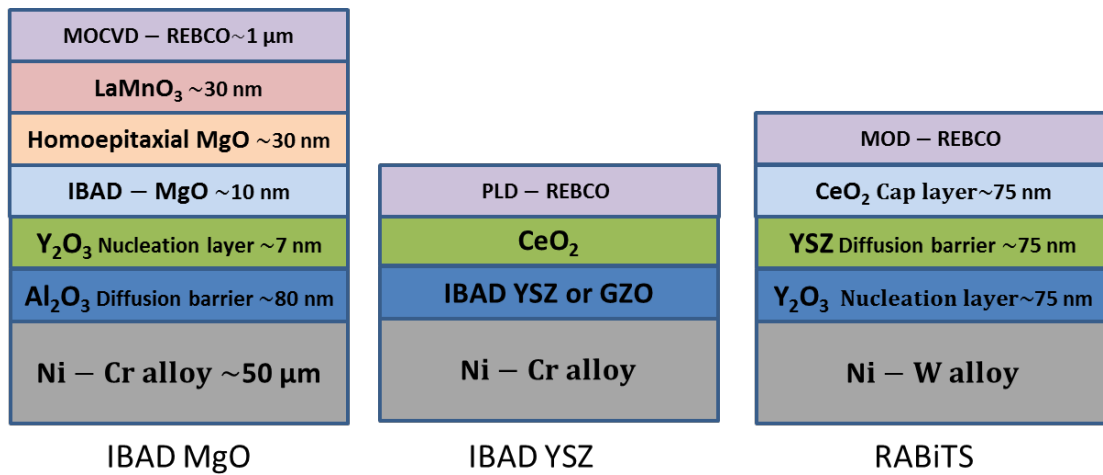 MOCVD – REBCO~1 µm
LaMnO₃ ~30 nm
Homoepitaxial MgO ~30 nm
IBAD – MgO ~10 nm
Y₂O₃ Nucleation layer ~7 nm
Al₂O₃ Diffusion barrier ~80 nm
Ni – Cr alloy ~50 µm
IBAD MgO
PLD – REBCO
CeO₂
IBAD YSZ or GZO
Ni – Cr alloy
IBAD YSZ
MOD – REBCO
CeO₂ Cap layer~75 nm
YSZ Diffusion barrier ~75 nm
Y₂O₃ Nucleation layer~75 nm
Ni – W alloy
RABiTS